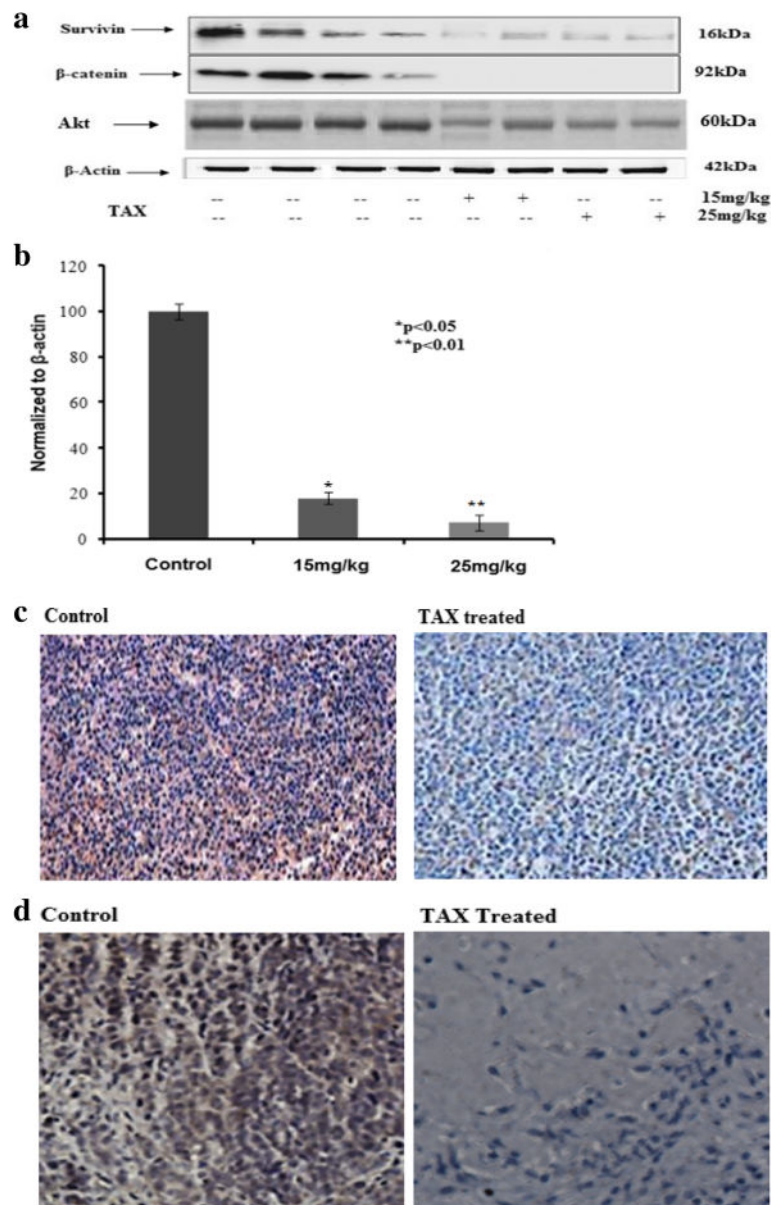 a
Survivin 16kDa
β-catenin 92kDa
Akt 60kDa
β-Actin 42kDa
-- -- -- -- + + -- -- 15mg/kg
TAX -- -- -- -- -- -- + + 25mg/kg
b
Normalized to β-actin
120
100
80
60
40
20
0
*p<0.05
**p<0.01
*
**
Control 15mg/kg 25mg/kg
c Control TAX treated
d Control TAX Treated